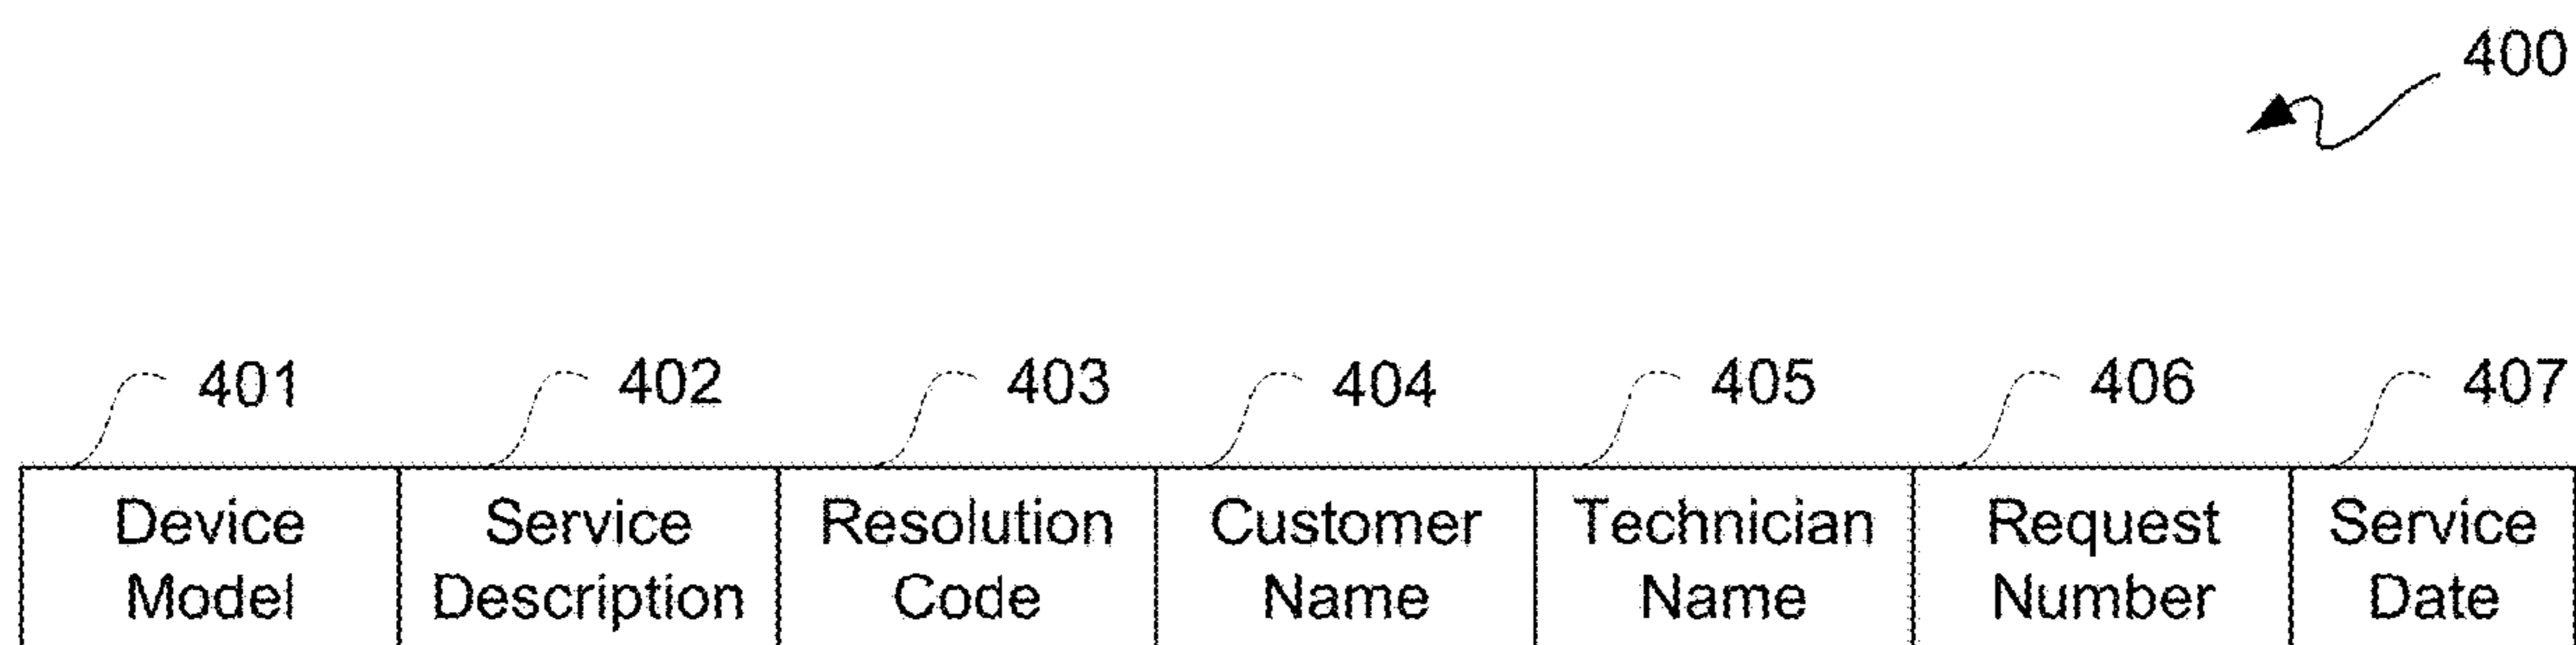 400
401 402 403 404 405 406 407
Device Service Resolution Customer Technician Request Service
Model Description Code Name Name Number Date